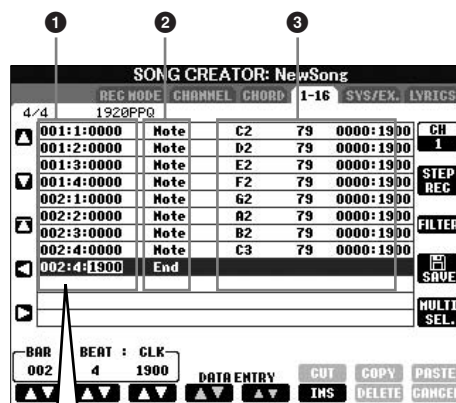 1 2 3
SONG CREATOR: NewSong
REC MODE CHANNEL CHORD 1-16 SYS/EX. LYRICS
4/4 1920PPQ
001:1:0000 Note C2 79 0000:1900 CH 1
001:2:0000 Note D2 79 0000:1900
001:3:0000 Note E2 79 0000:1900 STEP REC
001:4:0000 Note F2 79 0000:1900
002:1:0000 Note G2 79 0000:1900
002:2:0000 Note A2 79 0000:1900 FILTER
002:3:0000 Note B2 79 0000:1900
002:4:0000 Note C3 79 0000:1900
002:4:1900 End SAVE
MULTI SEL.
BAR BEAT : CLK
002 4 1900 DATA ENTRY CUT COPY PASTE
INS DELETE CANCEL